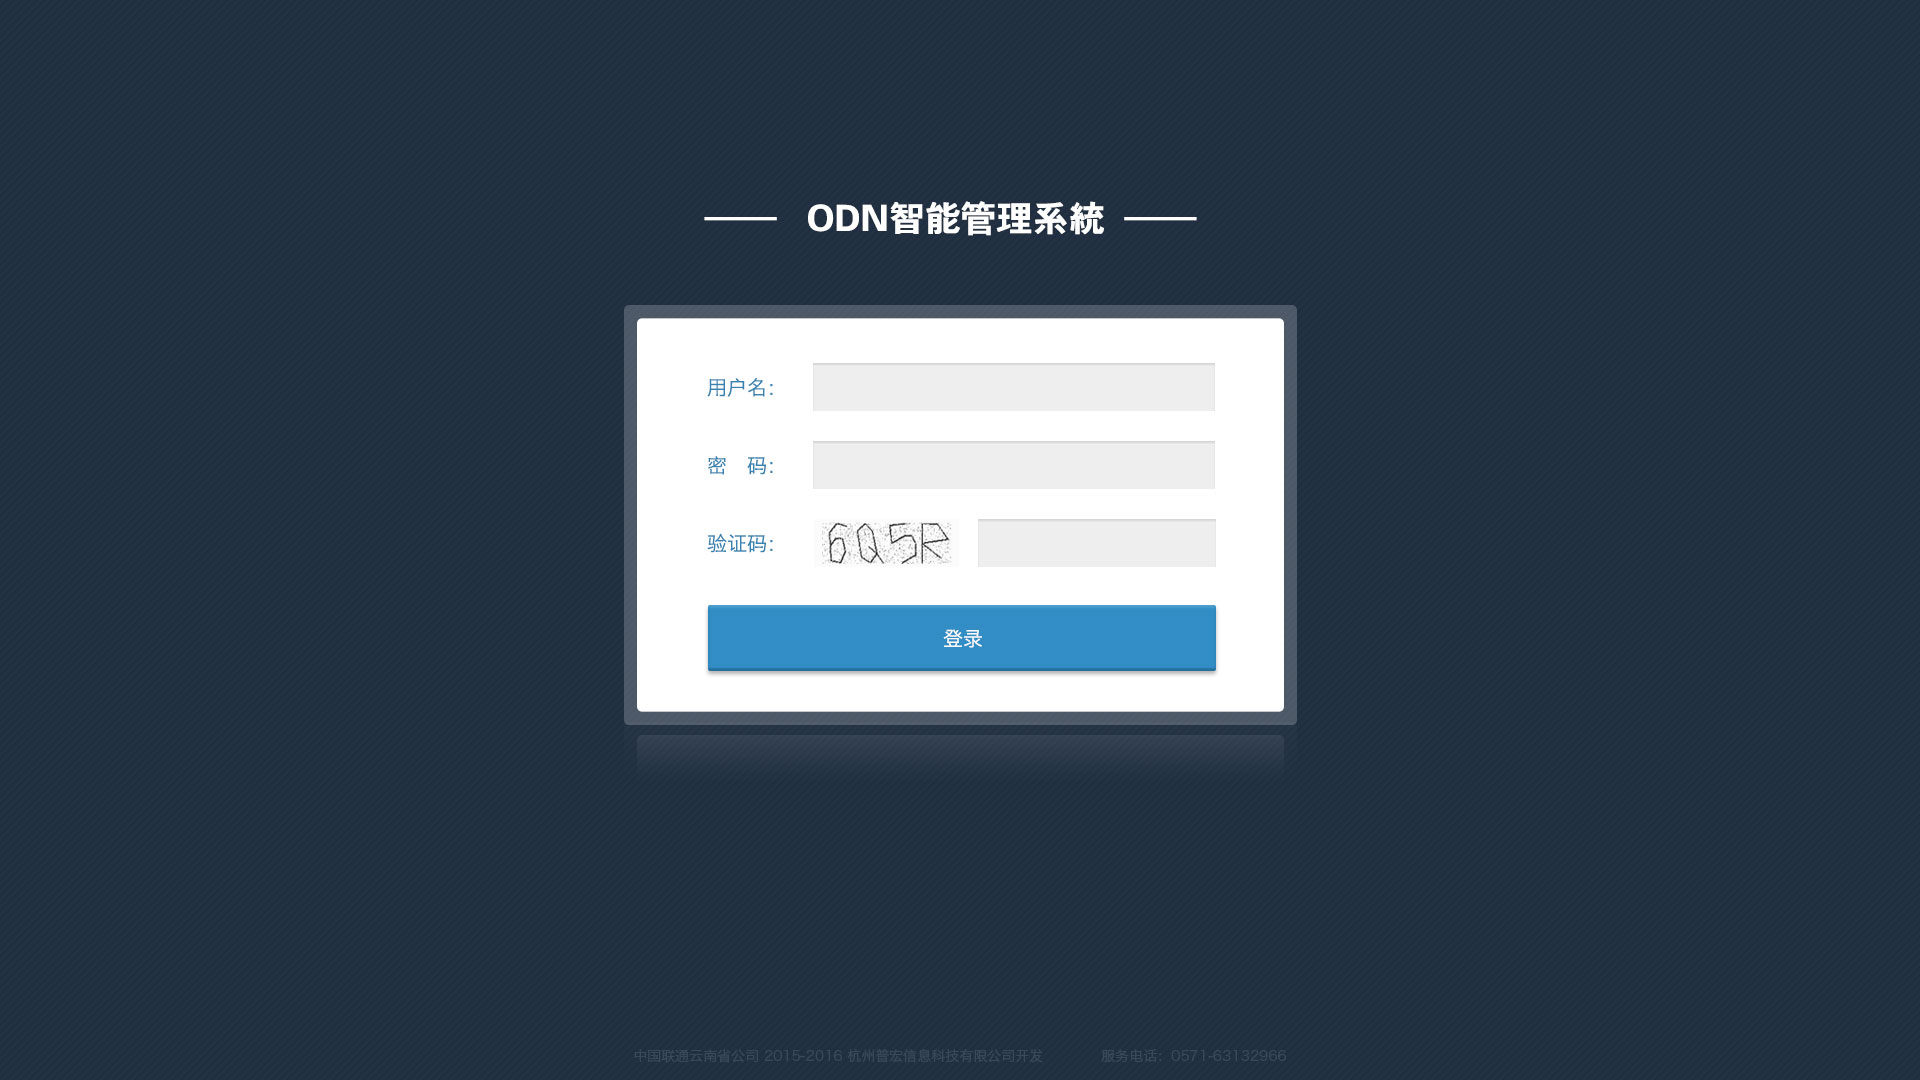 ODN智能管理系統
用户名：
密　码：
验证码： 6Q5R
登录
中国联通云南省公司 2015-2016 杭州普宏信息科技有限公司开发　　服务电话：0571-63132966